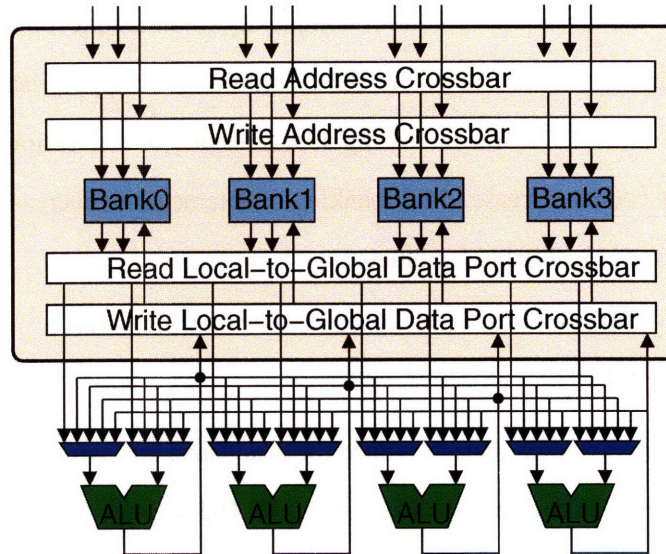 Read Address Crossbar
Write Address Crossbar
Bank0 Bank1 Bank2 Bank3
Read Local-to-Global Data Port Crossbar
Write Local-to-Global Data Port Crossbar
ALU ALU ALU ALU